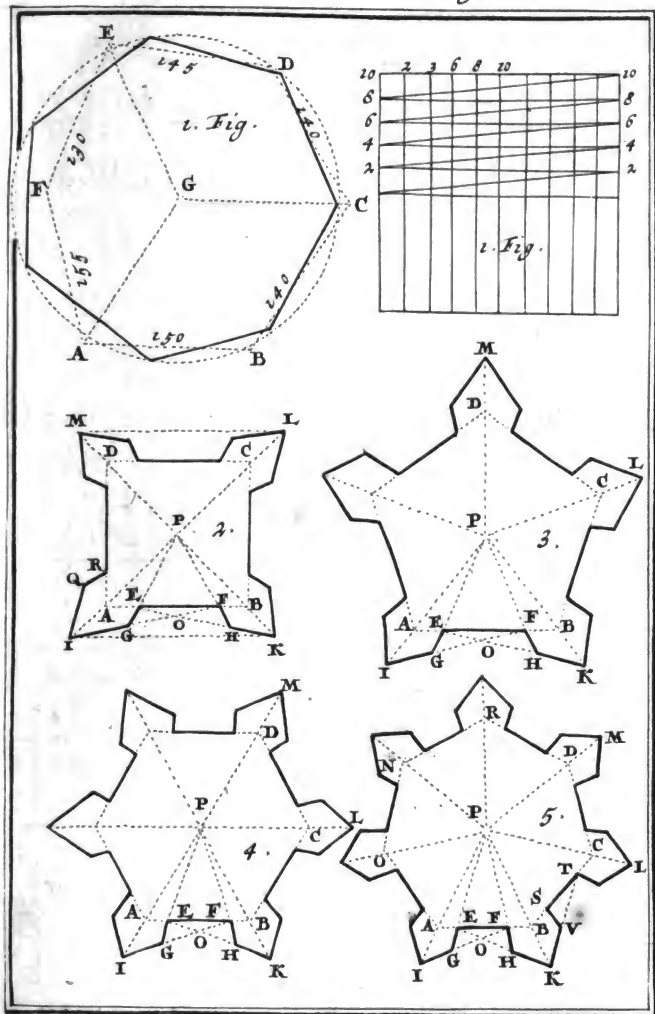 E
145
D
1. Fig.
140
130
F
G
C
155
140
A
150
B
2 3 6 8 10
10 10
8 8
6 6
4 4
2 2
1. Fig.
M L
D C
P
2.
Q R
A E F B
I G O H K
M
D
L
C
P
3.
A E F B
I G O H K
M
D
P
L
C
4.
A E F B
I G O H K
R
N D M
P
5.
O C
T L
S
A E F B V
I G O H K